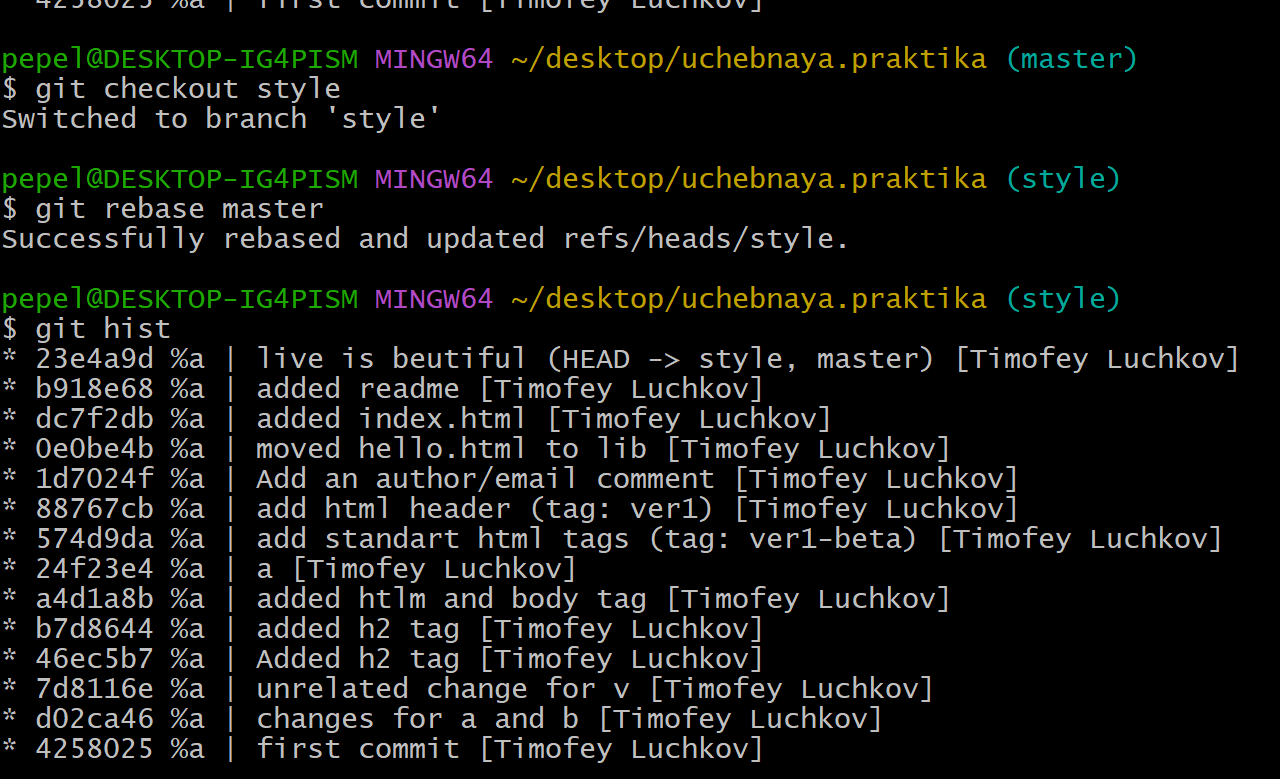 4258025 %a | first commit [Timofey Luchkov]
pepel@DESKTOP-IG4PISM MINGW64 ~/desktop/uchebnaya.praktika (master)
$ git checkout style
Switched to branch 'style'
pepel@DESKTOP-IG4PISM MINGW64 ~/desktop/uchebnaya.praktika (style)
$ git rebase master
Successfully rebased and updated refs/heads/style.
pepel@DESKTOP-IG4PISM MINGW64 ~/desktop/uchebnaya.praktika (style)
$ git hist
* 23e4a9d %a | live is beutiful (HEAD -> style, master) [Timofey Luchkov]
* b918e68 %a | added readme [Timofey Luchkov]
* dc7f2db %a | added index.html [Timofey Luchkov]
* 0e0be4b %a | moved hello.html to lib [Timofey Luchkov]
* 1d7024f %a | Add an author/email comment [Timofey Luchkov]
* 88767cb %a | add html header (tag: ver1) [Timofey Luchkov]
* 574d9da %a | add standart html tags (tag: ver1-beta) [Timofey Luchkov]
* 24f23e4 %a | a [Timofey Luchkov]
* a4d1a8b %a | added htlm and body tag [Timofey Luchkov]
* b7d8644 %a | added h2 tag [Timofey Luchkov]
* 46ec5b7 %a | Added h2 tag [Timofey Luchkov]
* 7d8116e %a | unrelated change for v [Timofey Luchkov]
* d02ca46 %a | changes for a and b [Timofey Luchkov]
* 4258025 %a | first commit [Timofey Luchkov]